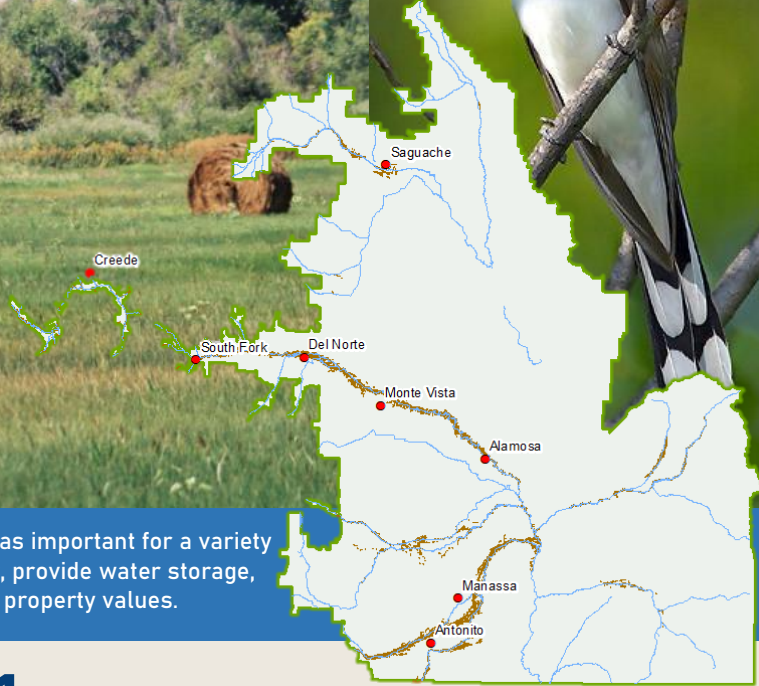 Saguache
Creede
South Fork
Del Norte
Monte Vista
Alamosa
as important for a variety
, provide water storage,
property values.
Manassa
Antonito